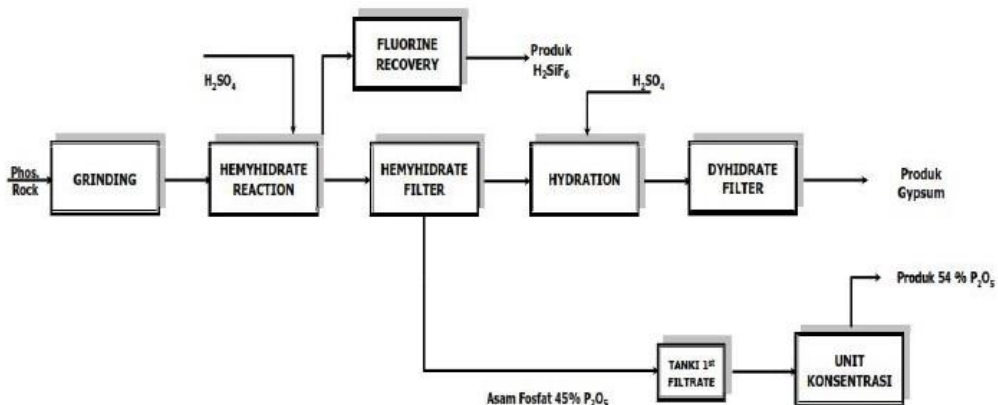 FLUORINE
RECOVERY
Produk
H₂SiF₆
H₂SO₄
H₂SO₄
Phos.
Rock
GRINDING
HEMYHIDRATE
REACTION
HEMYHIDRATE
FILTER
HYDRATION
DYHIDRATE
FILTER
Produk
Gypsum
Produk 54 % P₂O₅
TANKI 1ˢᵗ
FILTRATE
UNIT
KONSENTRASI
Asam Fosfat 45% P₂O₅